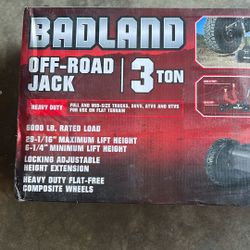 BADLAND
OFF-ROAD
JACK
3 TON
HEAVY DUTY
FULL AND MID-SIZE TRUCKS, SUVS, ATVS AND UTVS
FOR USE ON FLAT TERRAIN
6000 LB. RATED LOAD
29-1/16" MAXIMUM LIFT HEIGHT
6-1/4" MINIMUM LIFT HEIGHT
LOCKING ADJUSTABLE
HEIGHT EXTENSION
HEAVY DUTY FLAT-FREE
COMPOSITE WHEELS